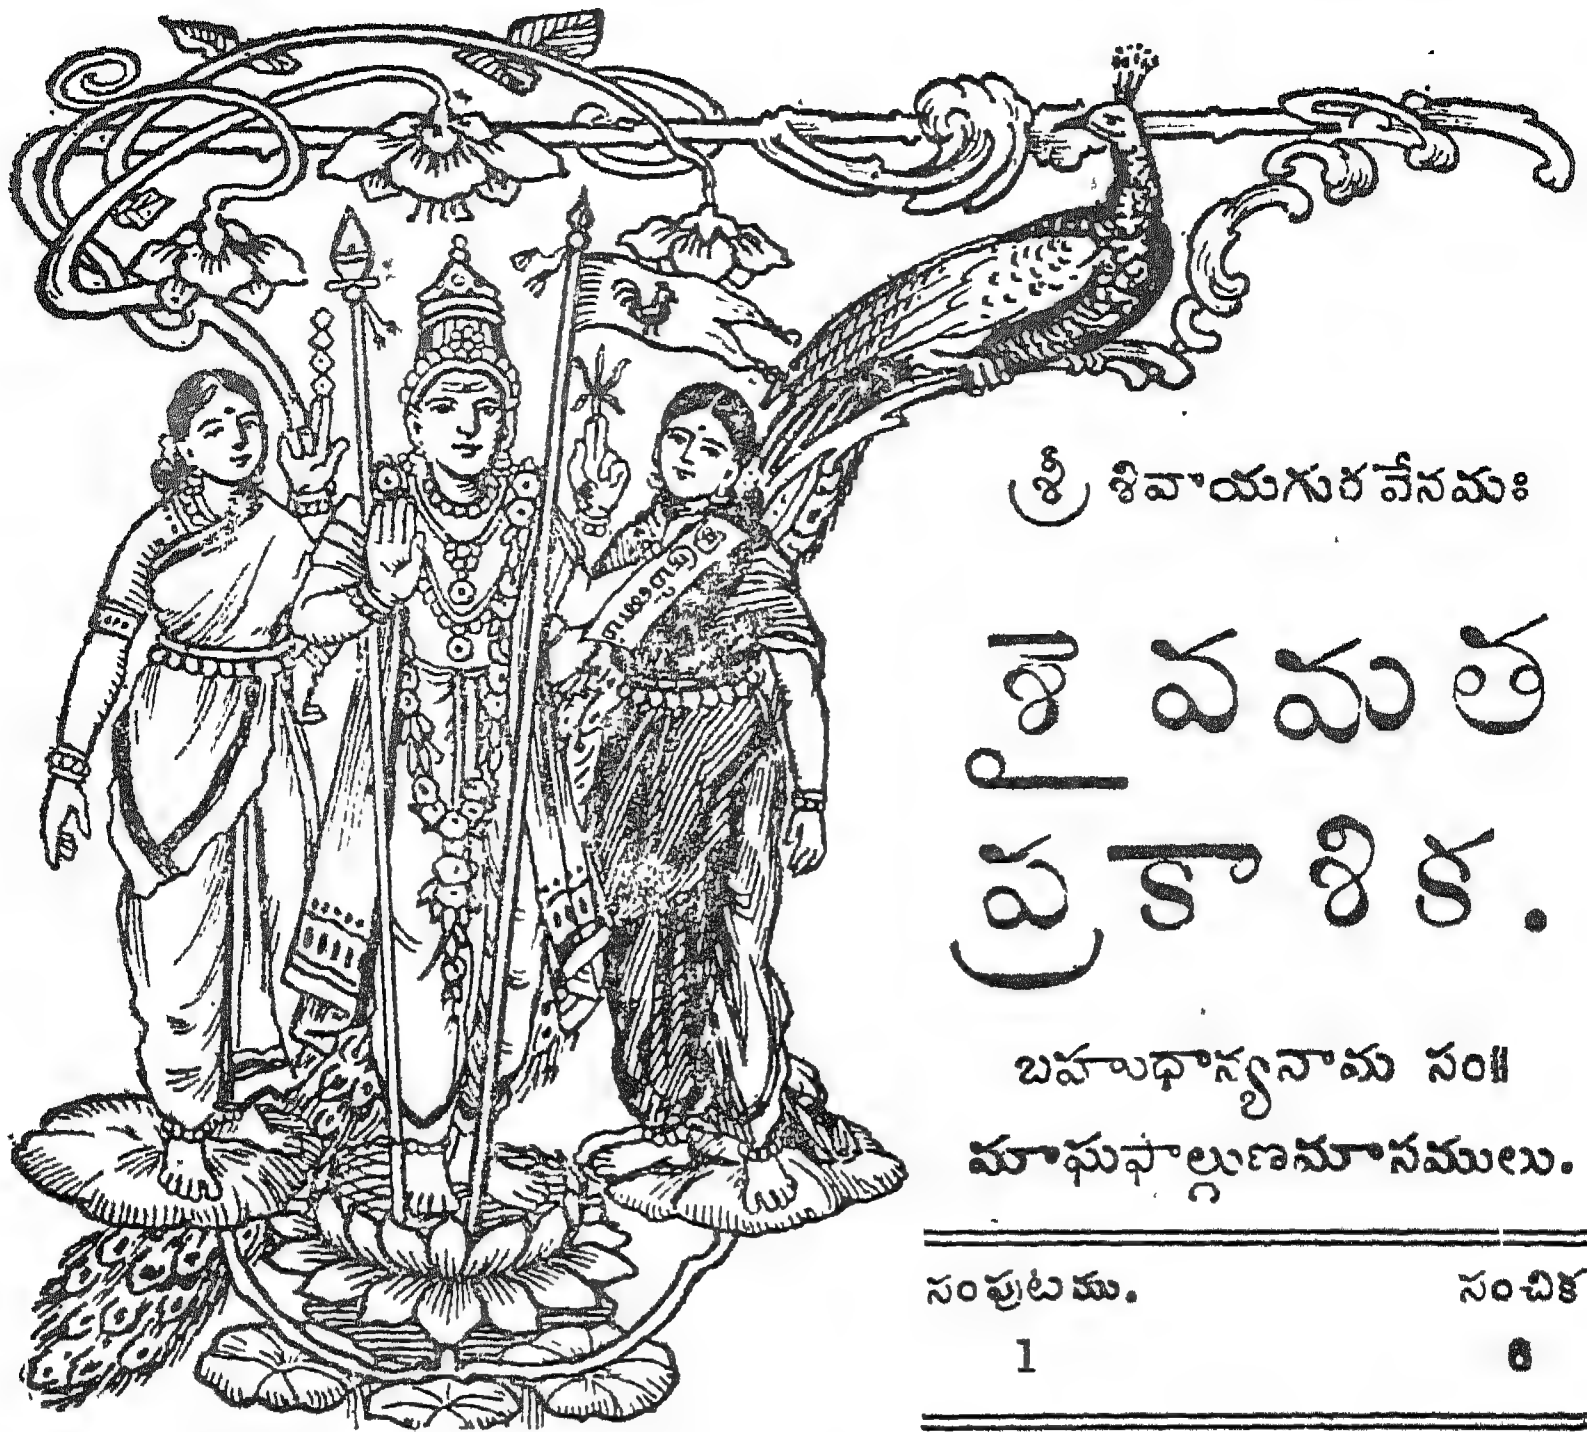 శ్రీ శివాయగురవేనమః
శైవమత
ప్రకాశిక.
బహుధాన్యనామ సం॥
మాఘఫాల్గుణమాసములు.
సంపుటము. సంచిక
1 6